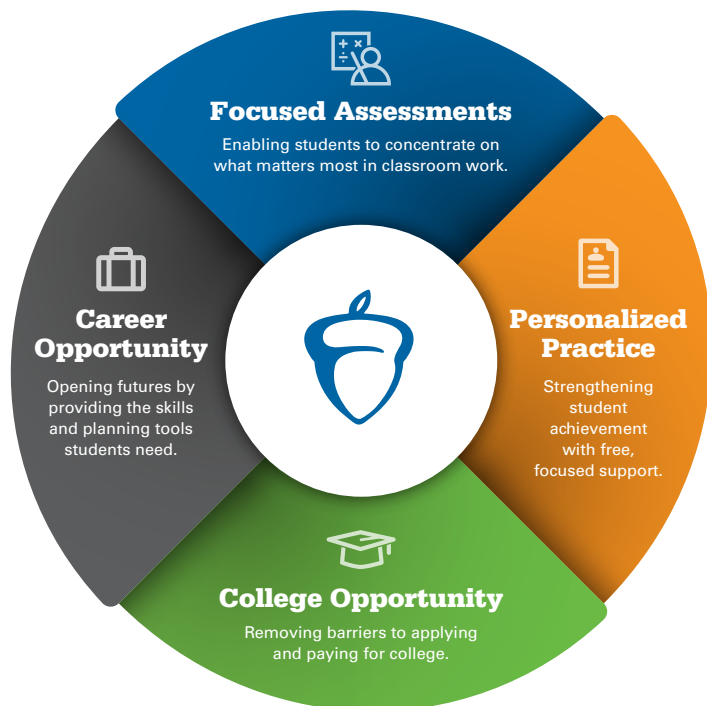 Focused Assessments
Enabling students to concentrate on
what matters most in classroom work.
Career
Opportunity
Opening futures by
providing the skills
and planning tools
students need.
Personalized
Practice
Strengthening
student
achievement
with free,
focused support.
College Opportunity
Removing barriers to applying
and paying for college.